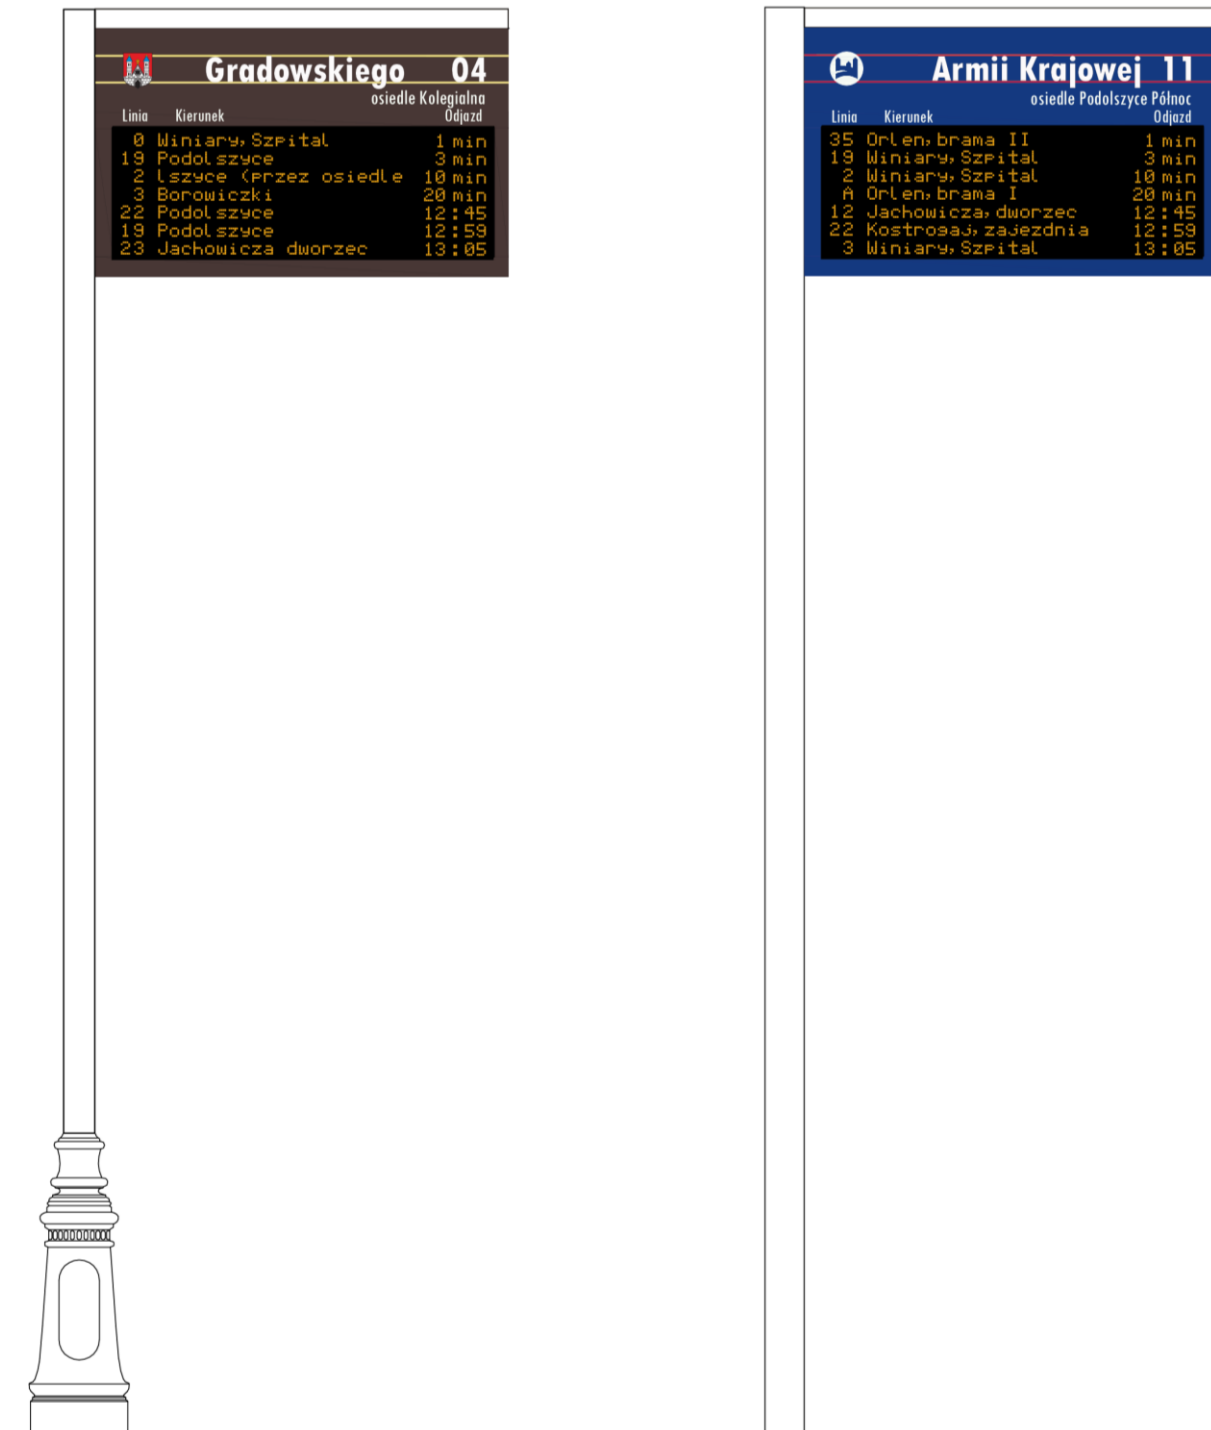 Gradowskiego 04
osiedle Kolegialna
Linia Kierunek Odjazd
0 Winiary,Szpital 1 min
19 Podolszyce 3 min
2 lszyce (przez osiedle 10 min
3 Borowiczki 20 min
22 Podolszyce 12:45
19 Podolszyce 12:59
23 Jachowicza dworzec 13:05
Armii Krajowej 11
osiedle Podolszyce Północ
Linia Kierunek Odjazd
35 Orlen,brama II 1 min
19 Winiary,Szpital 3 min
2 Winiary,Szpital 10 min
A Orlen,brama I 20 min
12 Jachowicza,dworzec 12:45
22 Kostrogaj,zajezdnia 12:59
3 Winiary,Szpital 13:05